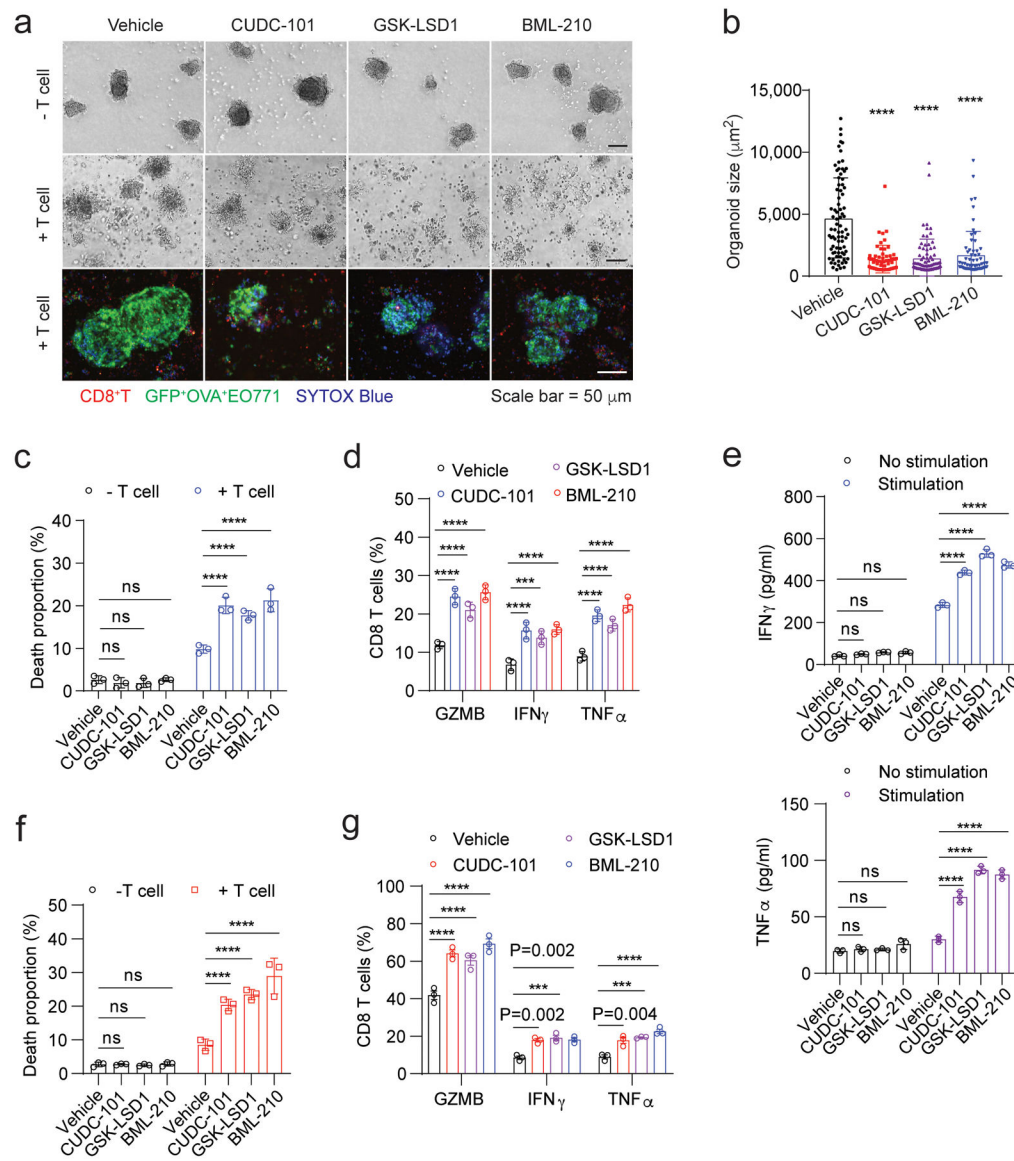 a
Vehicle CUDC-101 GSK-LSD1 BML-210
- T cell
+ T cell
+ T cell
CD8⁺T GFP⁺OVA⁺EO771 SYTOX Blue Scale bar = 50 μm
b
Organoid size (μm²)
15,000
10,000
5,000
0
**** **** ****
Vehicle
CUDC-101
GSK-LSD1
BML-210
c
- T cell + T cell
Death proportion (%)
40
30
20
10
0
ns
ns
ns
****
****
****
Vehicle
CUDC-101
GSK-LSD1
BML-210
Vehicle
CUDC-101
GSK-LSD1
BML-210
d
Vehicle GSK-LSD1
CUDC-101 BML-210
CD8 T cells (%)
50
40
30
20
10
0
****
****
****
****
***
****
****
****
****
GZMB IFNγ TNFα
e
No stimulation
Stimulation
IFNγ (pg/ml)
800
600
400
200
0
ns
ns
ns
****
****
****
Vehicle
CUDC-101
GSK-LSD1
BML-210
Vehicle
CUDC-101
GSK-LSD1
BML-210
No stimulation
Stimulation
TNFα (pg/ml)
150
100
50
0
ns
ns
ns
****
****
****
Vehicle
CUDC-101
GSK-LSD1
BML-210
Vehicle
CUDC-101
GSK-LSD1
BML-210
f
-T cell + T cell
Death proportion (%)
50
40
30
20
10
0
ns
ns
ns
****
****
****
Vehicle
CUDC-101
GSK-LSD1
BML-210
Vehicle
CUDC-101
GSK-LSD1
BML-210
g
Vehicle GSK-LSD1
CUDC-101 BML-210
CD8 T cells (%)
100
80
60
40
20
0
****
****
****
P=0.002
***
P=0.002
****
***
P=0.004
GZMB IFNγ TNFα